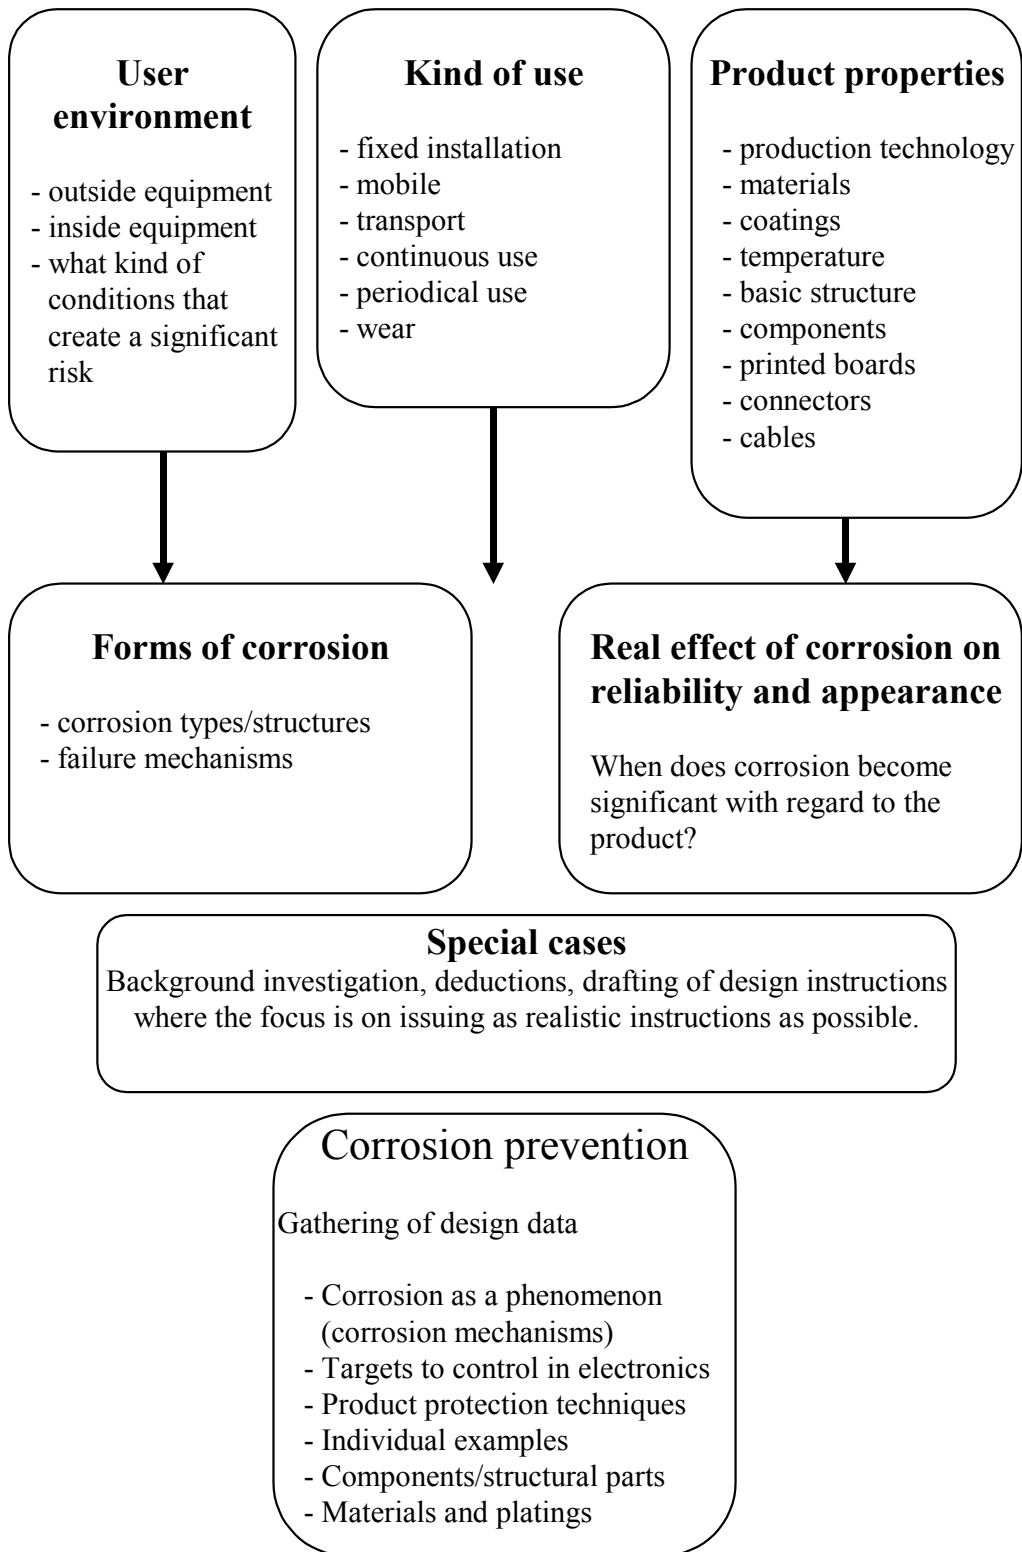 User
environment
- outside equipment
- inside equipment
- what kind of
conditions that
create a significant
risk
Kind of use
- fixed installation
- mobile
- transport
- continuous use
- periodical use
- wear
Product properties
- production technology
- materials
- coatings
- temperature
- basic structure
- components
- printed boards
- connectors
- cables
Forms of corrosion
- corrosion types/structures
- failure mechanisms
Real effect of corrosion on
reliability and appearance
When does corrosion become
significant with regard to the
product?
Special cases
Background investigation, deductions, drafting of design instructions
where the focus is on issuing as realistic instructions as possible.
Corrosion prevention
Gathering of design data
- Corrosion as a phenomenon
(corrosion mechanisms)
- Targets to control in electronics
- Product protection techniques
- Individual examples
- Components/structural parts
- Materials and platings